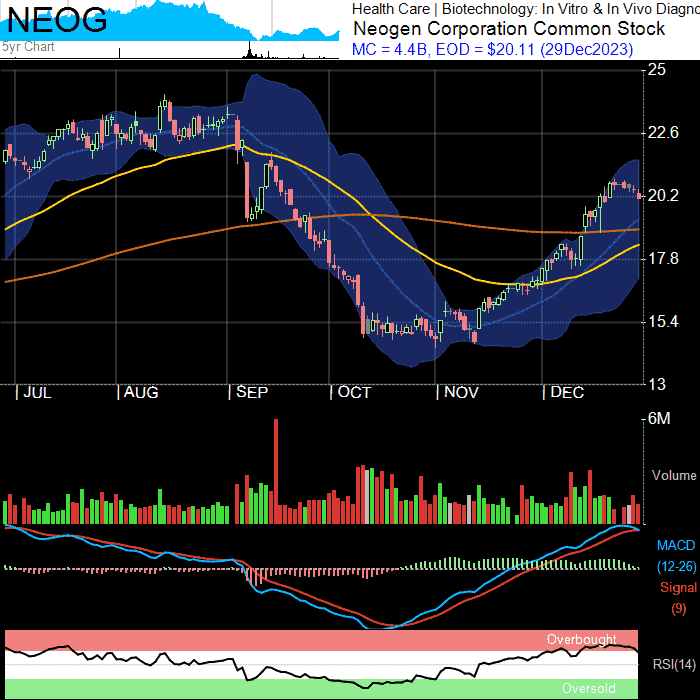 NEOG
5yr Chart
Health Care | Biotechnology: In Vitro & In Vivo Diagno
Neogen Corporation Common Stock
MC = 4.4B, EOD = $20.11 (29Dec2023)
25
22.6
20.2
17.8
15.4
13
| JUL | AUG | SEP | OCT | NOV | DEC
6M
Volume
MACD
(12-26)
Signal
(9)
Overbought
RSI(14)
Oversold